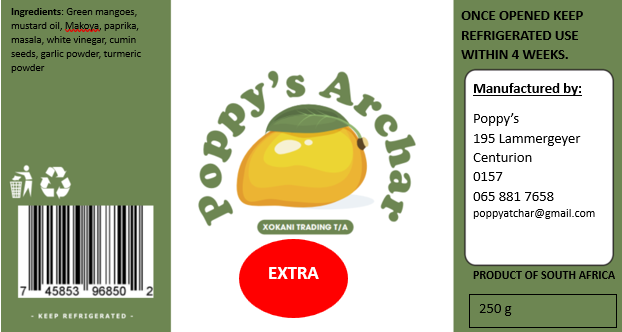 Ingredients: Green mangoes,
mustard oil, Makoya, paprika,
masala, white vinegar, cumin
seeds, garlic powder, turmeric
powder
7 45853 96850 2
- KEEP REFRIGERATED -
Poppy's Archar
XOKANI TRADING T/A
EXTRA
ONCE OPENED KEEP
REFRIGERATED USE
WITHIN 4 WEEKS.
Manufactured by:
Poppy's
195 Lammergeyer
Centurion
0157
065 881 7658
poppyatchar@gmail.com
PRODUCT OF SOUTH AFRICA
250 g